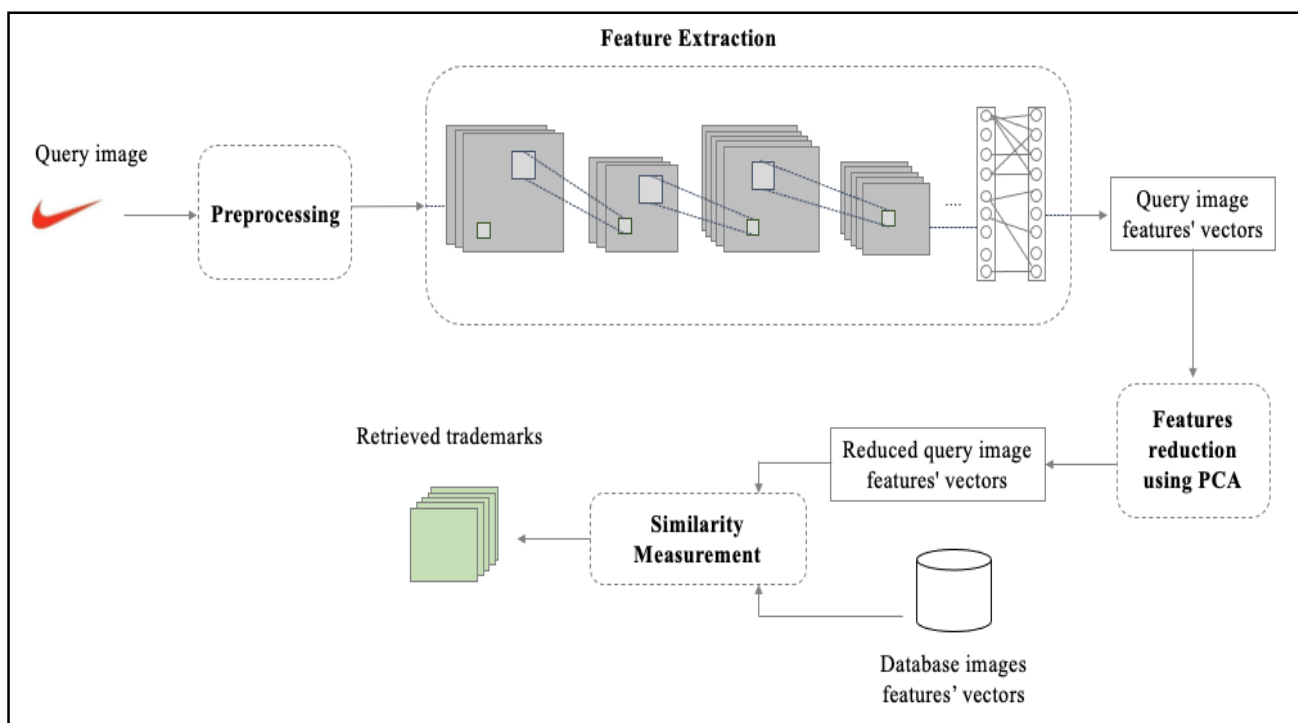 Feature Extraction
Query image
Preprocessing
....
Query image
features' vectors
Features
reduction
using PCA
Reduced query image
features' vectors
Retrieved trademarks
Similarity
Measurement
Database images
features’ vectors